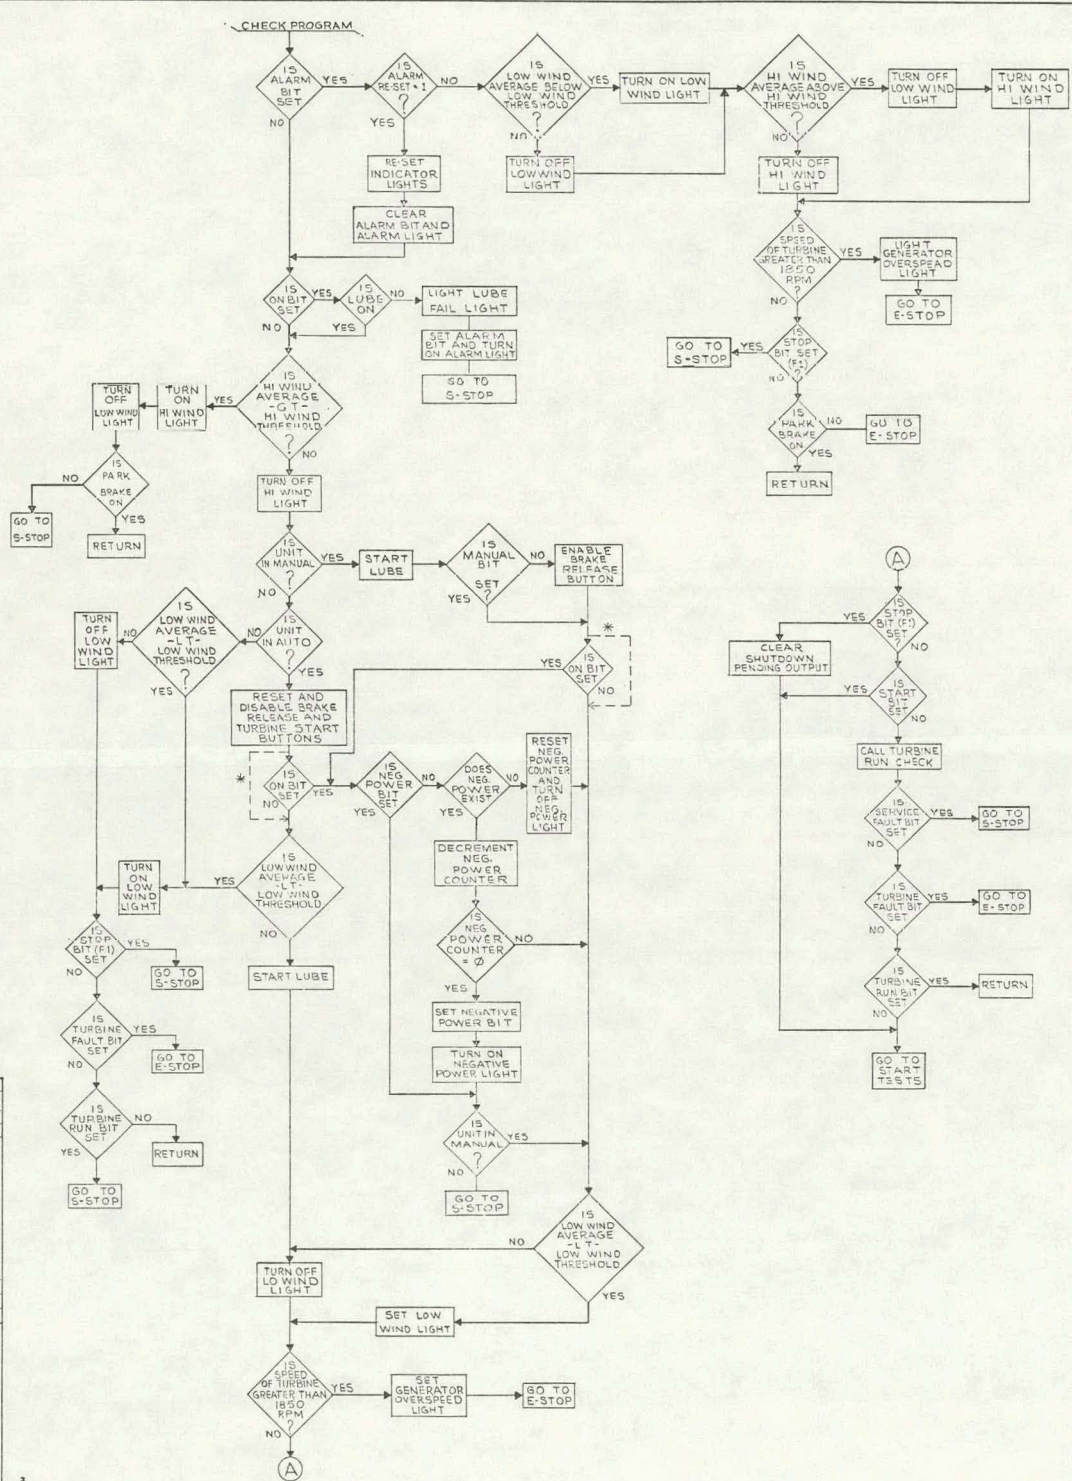 CHECK PROGRAM
IS
ALARM
BIT
SET
YES
NO
IS
ALARM
RE-SET = 1
?
NO
YES
RE-SET
INDICATOR
LIGHTS
CLEAR
ALARM BIT AND
ALARM LIGHT
IS
LOW WIND
AVERAGE BELOW
LOW WIND
THRESHOLD
?
YES
NO
TURN ON LOW
WIND LIGHT
TURN OFF
LOW WIND
LIGHT
IS
HI WIND
AVERAGE ABOVE
HI WIND
THRESHOLD
?
YES
NO
TURN OFF
LOW WIND
LIGHT
TURN ON
HI WIND
LIGHT
TURN OFF
HI WIND
LIGHT
IS
SPEED
OF TURBINE
GREATER THAN
1850
RPM
?
YES
NO
LIGHT
GENERATOR
OVERSPEAD
LIGHT
GO TO
E-STOP
IS
STOP
BIT SET
(F1)
?
YES
NO
GO TO
S-STOP
IS
PARK
BRAKE
ON
NO
YES
GO TO
E-STOP
RETURN
IS
ON BIT
SET
YES
NO
IS
LUBE
ON
NO
YES
LIGHT LUBE
FAIL LIGHT
SET ALARM
BIT AND TURN
ON ALARM LIGHT
GO TO
S-STOP
IS
HI WIND
AVERAGE
-GT-
HI WIND
THRESHOLD
?
YES
NO
TURN
ON
HI WIND
LIGHT
TURN
OFF
LOW WIND
LIGHT
IS
PARK
BRAKE
ON
NO
YES
GO TO
S-STOP
RETURN
TURN OFF
HI WIND
LIGHT
IS
UNIT
IN MANUAL
?
YES
NO
START
LUBE
IS
MANUAL
BIT
SET
?
NO
YES
ENABLE
BRAKE
RELEASE
BUTTON
*
IS
ON BIT
SET
YES
NO
IS
UNIT
IN AUTO
?
NO
YES
IS
LOW WIND
AVERAGE
-LT-
LOW WIND
THRESHOLD
?
NO
YES
TURN
OFF
LOW
WIND
LIGHT
RESET AND
DISABLE BRAKE
RELEASE AND
TURBINE START
BUTTONS
*
IS
ON BIT
SET
YES
NO
IS
NEG
POWER
BIT
SET
NO
YES
DOES
NEG.
POWER
EXIST
NO
YES
RESET
NEG.
POWER
COUNTER
AND
TURN
OFF
NEG.
POWER
LIGHT
DECREMENT
NEG.
POWER
COUNTER
IS
NEG
POWER
COUNTER
= Ø
NO
YES
SET NEGATIVE
POWER BIT
TURN ON
NEGATIVE
POWER LIGHT
IS
UNIT IN
MANUAL
?
YES
NO
GO TO
S-STOP
IS
LOW WIND
AVERAGE
-LT-
LOW WIND
THRESHOLD
YES
NO
TURN
ON
LOW
WIND
LIGHT
START LUBE
IS
STOP
BIT (F1)
SET
YES
NO
GO TO
S-STOP
IS
TURBINE
FAULT BIT
SET
YES
NO
GO TO
E-STOP
IS
TURBINE
RUN BIT
SET
NO
YES
RETURN
GO TO
S-STOP
IS
LOW WIND
AVERAGE
-LT-
LOW WIND
THRESHOLD
NO
YES
TURN OFF
LO WIND
LIGHT
SET LOW
WIND LIGHT
IS
SPEED
OF TURBINE
GREATER THAN
1850
RPM
?
YES
NO
SET
GENERATOR
OVERSPEED
LIGHT
GO TO
E-STOP
A
A
IS
STOP
BIT (F1)
SET
?
YES
NO
CLEAR
SHUTDOWN
PENDING OUTPUT
IS
START
BIT
SET
YES
NO
CALL TURBINE
RUN CHECK
IS
SERVICE
FAULT BIT
SET
YES
NO
GO TO
S-STOP
IS
TURBINE
FAULT BIT
SET
YES
NO
GO TO
E-STOP
IS
TURBINE
RUN BIT
SET
YES
NO
RETURN
GO TO
START
TESTS